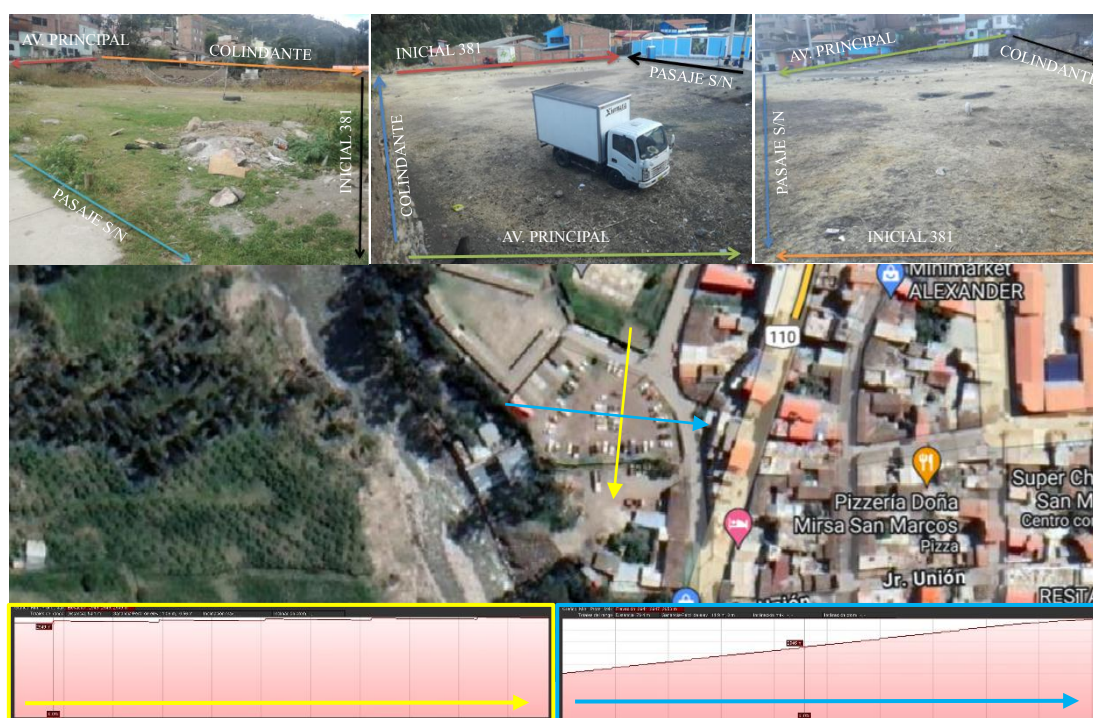 AV. PRINCIPAL
COLINDANTE
INICIAL 381
PASAJE S/N
INICIAL 381
PASAJE S/N
COLINDANTE
AV. PRINCIPAL
AV. PRINCIPAL
COLINDANTE
PASAJE S/N
INICIAL 381
Minimarket
ALEXANDER
110
Pizzería Doña
Mirsa San Marcos
Pizza
Super Ch
San M
Centro co
Jr. Unión
RESTA